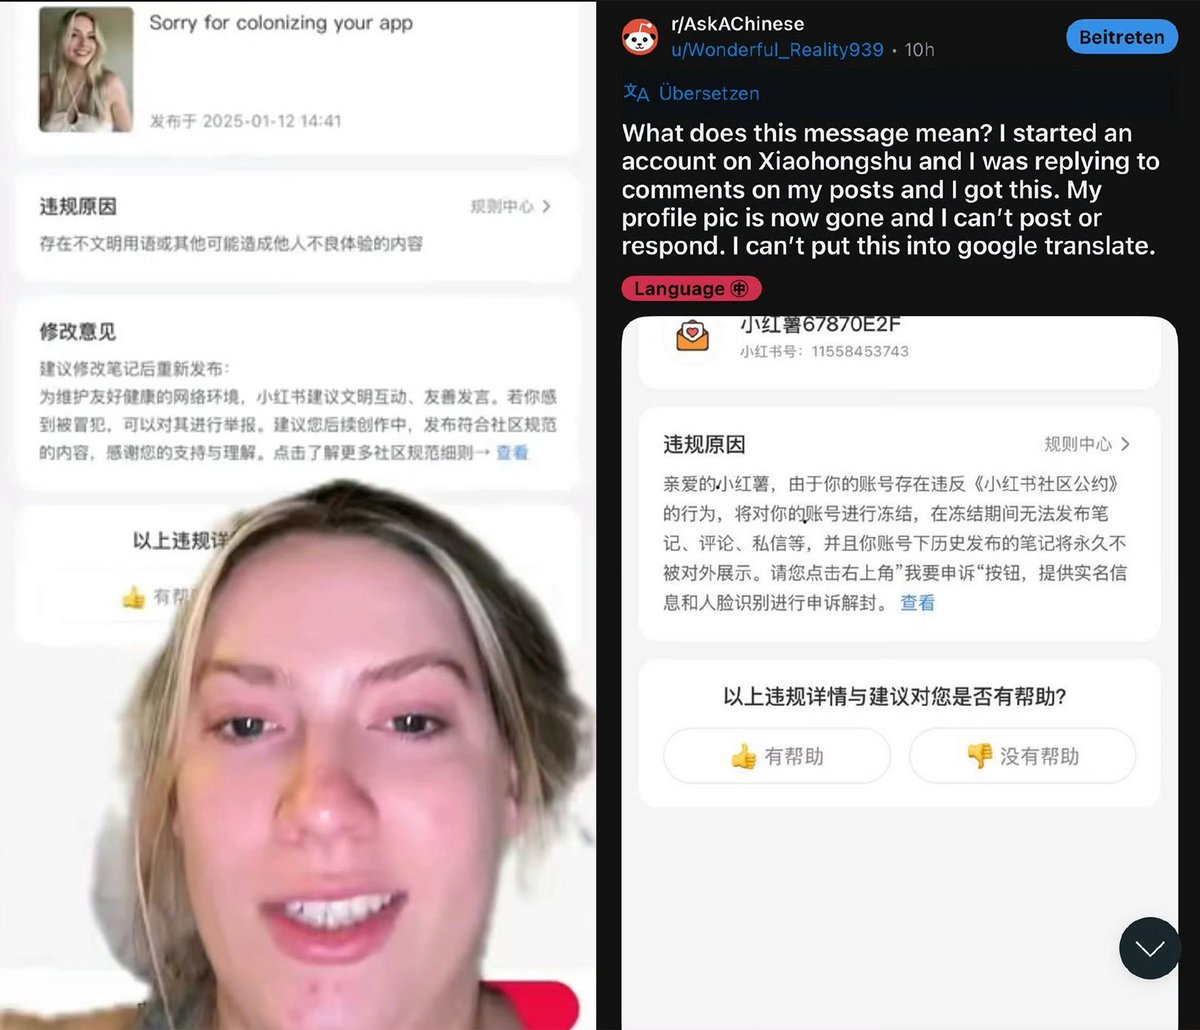 Sorry for colonizing your app
发布于 2025-01-12 14:41
违规原因
规则中心 >
存在不文明用语或其他可能造成他人不良体验的内容
修改意见
建议修改笔记后重新发布:
为维护友好健康的网络环境，小红书建议文明互动、友善发言。若你感
到被冒犯，可以对其进行举报。建议您后续创作中，发布符合社区规范
的内容，感谢您的支持与理解。点击了解更多社区规范细则→ 查看
以上违规详
有帮
r/AskAChinese
u/Wonderful_Reality939 • 10h
Beitreten
Übersetzen
What does this message mean? I started an
account on Xiaohongshu and I was replying to
comments on my posts and I got this. My
profile pic is now gone and I can’t post or
respond. I can’t put this into google translate.
Language ㊥
小红薯67870E2F
小红书号：11558453743
违规原因
规则中心 >
亲爱的小红薯，由于你的账号存在违反《小红书社区公约》
的行为，将对你的账号进行冻结，在冻结期间无法发布笔
记、评论、私信等，并且你账号下历史发布的笔记将永久不
被对外展示。请您点击右上角”我要申诉“按钮，提供实名信
息和人脸识别进行申诉解封。 查看
以上违规详情与建议对您是否有帮助?
👍 有帮助
👎 没有帮助